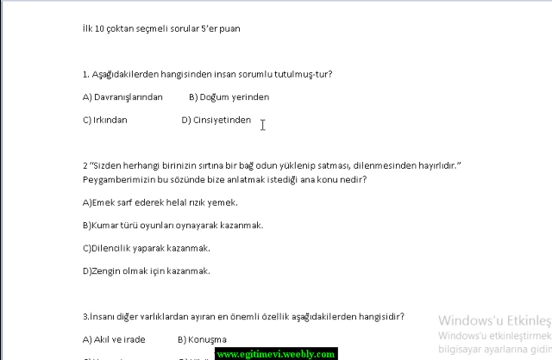 İlk 10 çoktan seçmeli sorular 5’er puan
1. Aşağıdakilerden hangisinden insan sorumlu tutulmuş-tur?
A) Davranışlarından B) Doğum yerinden
C) Irkından D) Cinsiyetinden
2 “Sizden herhangi birinizin sırtına bir bağ odun yüklenip satması, dilenmesinden hayırlıdır.”
Peygamberimizin bu sözünde bize anlatmak istediği ana konu nedir?
A)Emek sarf ederek helal rızık yemek.
B)Kumar türü oyunları oynayarak kazanmak.
C)Dilencilik yaparak kazanmak.
D)Zengin olmak için kazanmak.
3.İnsanı diğer varlıklardan ayıran en önemli özellik aşağıdakilerden hangisidir?
A) Akıl ve irade B) Konuşma
Windows'u Etkinleş
Windows'u etkinleştirmek
bilgisayar ayarlarına gidi
www.egitimevi.weebly.com